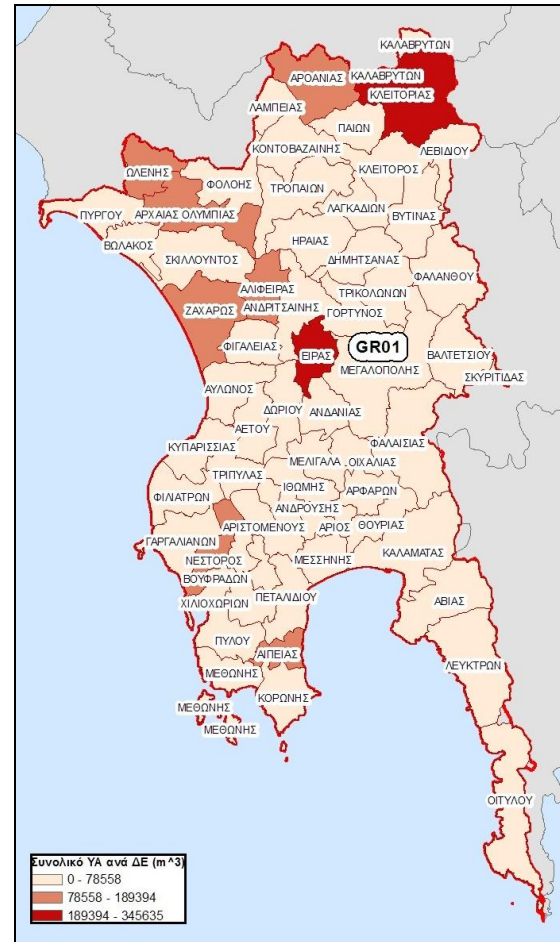 ΚΑΛΑΒΡΥΤΩΝ
ΑΡΟΑΝΙΑΣ
ΚΑΛΑΒΡΥΤΩΝ
ΚΛΕΙΤΟΡΙΑΣ
ΛΑΜΠΕΙΑΣ
ΠΑΙΩΝ
ΚΟΝΤΟΒΑΖΑΙΝΗΣ
ΛΕΒΙΔΙΟΥ
ΩΛΕΝΗΣ
ΚΛΕΙΤΟΡΟΣ
ΦΟΛΟΗΣ
ΤΡΟΠΑΙΩΝ
ΛΑΓΚΑΔΙΩΝ
ΠΥΡΓΟΥ
ΑΡΧΑΙΑΣ ΟΛΥΜΠΙΑΣ
ΒΥΤΙΝΑΣ
ΒΩΛΑΚΟΣ
ΗΡΑΙΑΣ
ΣΚΙΛΛΟΥΝΤΟΣ
ΔΗΜΗΤΣΑΝΑΣ
ΦΑΛΑΝΘΟΥ
ΑΛΙΦΕΙΡΑΣ
ΤΡΙΚΟΛΩΝΩΝ
ΖΑΧΑΡΩΣ
ΑΝΔΡΙΤΣΑΙΝΗΣ
ΓΟΡΤΥΝΟΣ
ΦΙΓΑΛΕΙΑΣ
ΕΙΡΑΣ
GR01
ΒΑΛΤΕΤΣΙΟΥ
ΜΕΓΑΛΟΠΟΛΗΣ
ΣΚΥΡΙΤΙΔΑΣ
ΑΥΛΩΝΟΣ
ΔΩΡΙΟΥ
ΑΝΔΑΝΙΑΣ
ΑΕΤΟΥ
ΚΥΠΑΡΙΣΣΙΑΣ
ΦΑΛΑΙΣΙΑΣ
ΜΕΛΙΓΑΛΑ
ΟΙΧΑΛΙΑΣ
ΤΡΙΠΥΛΑΣ
ΙΘΩΜΗΣ
ΑΡΦΑΡΩΝ
ΦΙΛΙΑΤΡΩΝ
ΑΝΔΡΟΥΣΗΣ
ΑΡΙΣΤΟΜΕΝΟΥΣ
ΑΡΙΟΣ
ΘΟΥΡΙΑΣ
ΓΑΡΓΑΛΙΑΝΩΝ
ΚΑΛΑΜΑΤΑΣ
ΝΕΣΤΟΡΟΣ
ΜΕΣΣΗΝΗΣ
ΒΟΥΦΡΑΔΩΝ
ΠΕΤΑΛΙΔΙΟΥ
ΧΙΛΙΟΧΩΡΙΩΝ
ΑΒΙΑΣ
ΠΥΛΟΥ
ΑΙΠΕΙΑΣ
ΛΕΥΚΤΡΩΝ
ΜΕΘΩΝΗΣ
ΚΟΡΩΝΗΣ
ΜΕΘΩΝΗΣ
ΜΕΘΩΝΗΣ
ΟΙΤΥΛΟΥ
Συνολικό ΥΑ ανά ΔΕ (m^3)
0 - 78558
78558 - 189394
189394 - 345635